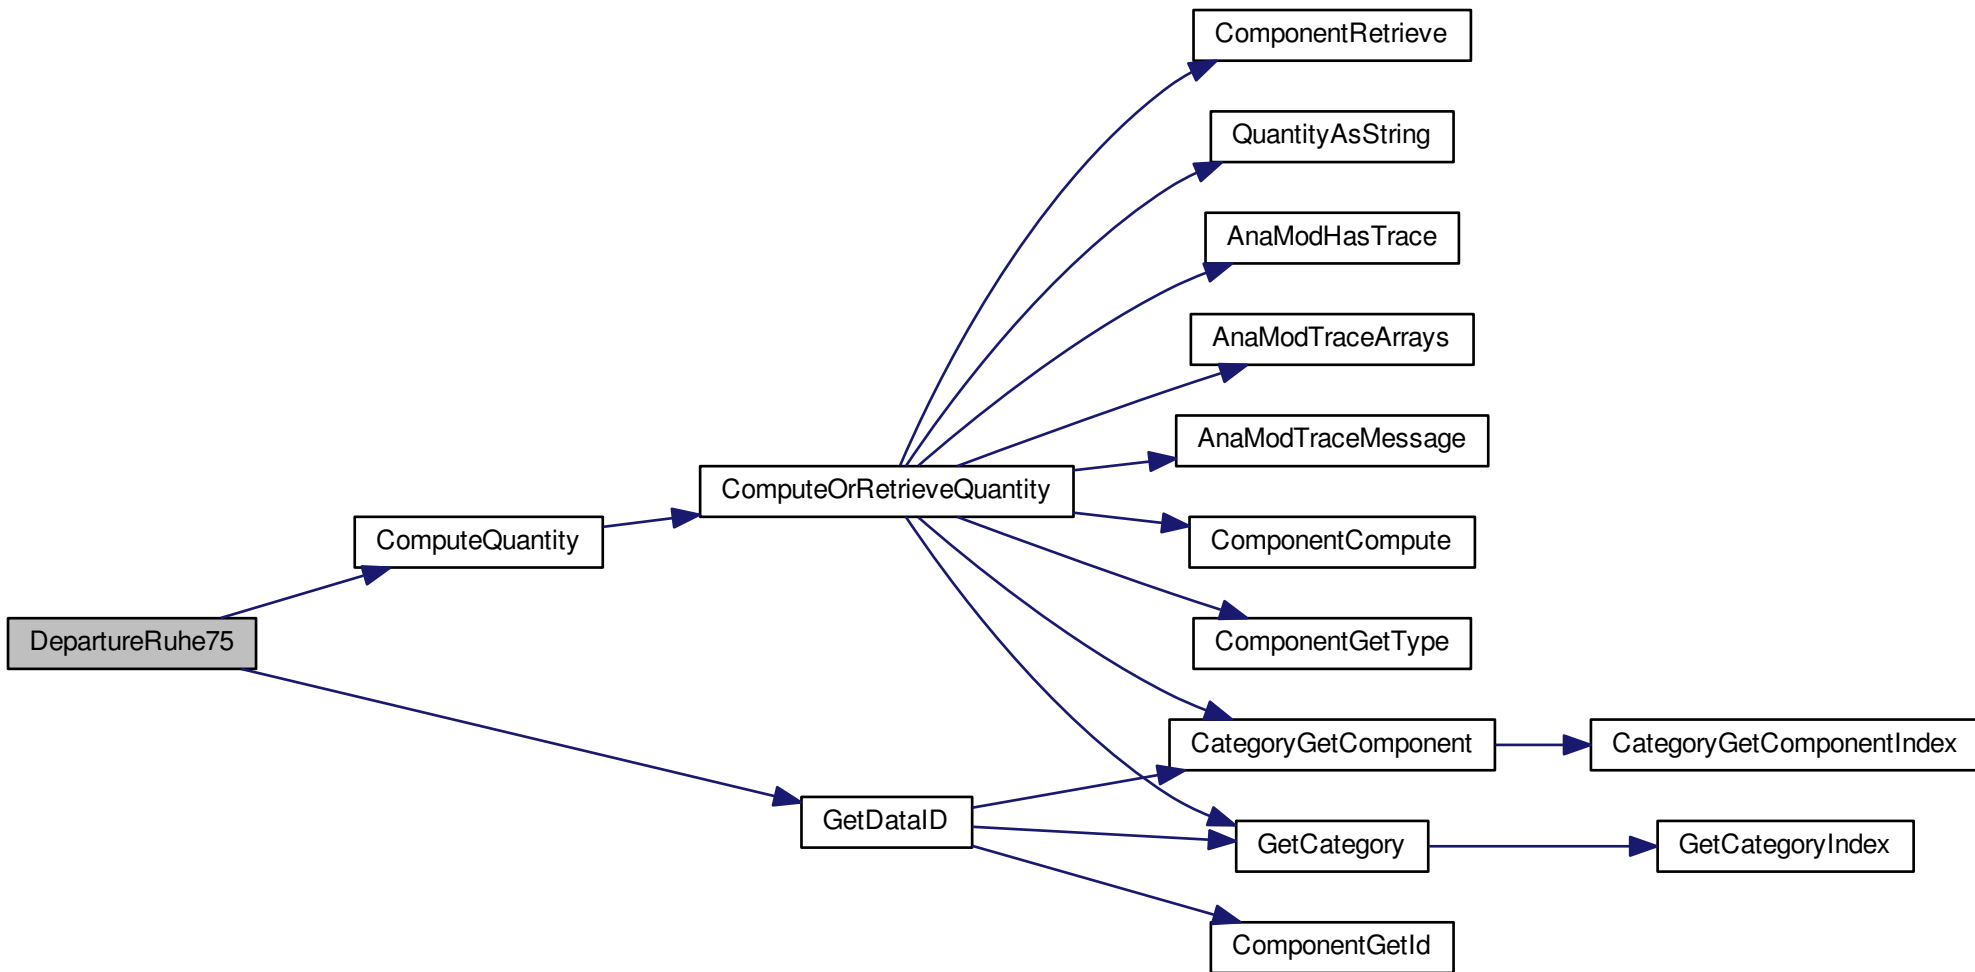 ComponentRetrieve
QuantityAsString
AnaModHasTrace
AnaModTraceArrays
AnaModTraceMessage
ComputeOrRetrieveQuantity
ComputeQuantity
ComponentCompute
DepartureRuhe75
ComponentGetType
CategoryGetComponent
CategoryGetComponentIndex
GetDataID
GetCategory
GetCategoryIndex
ComponentGetId